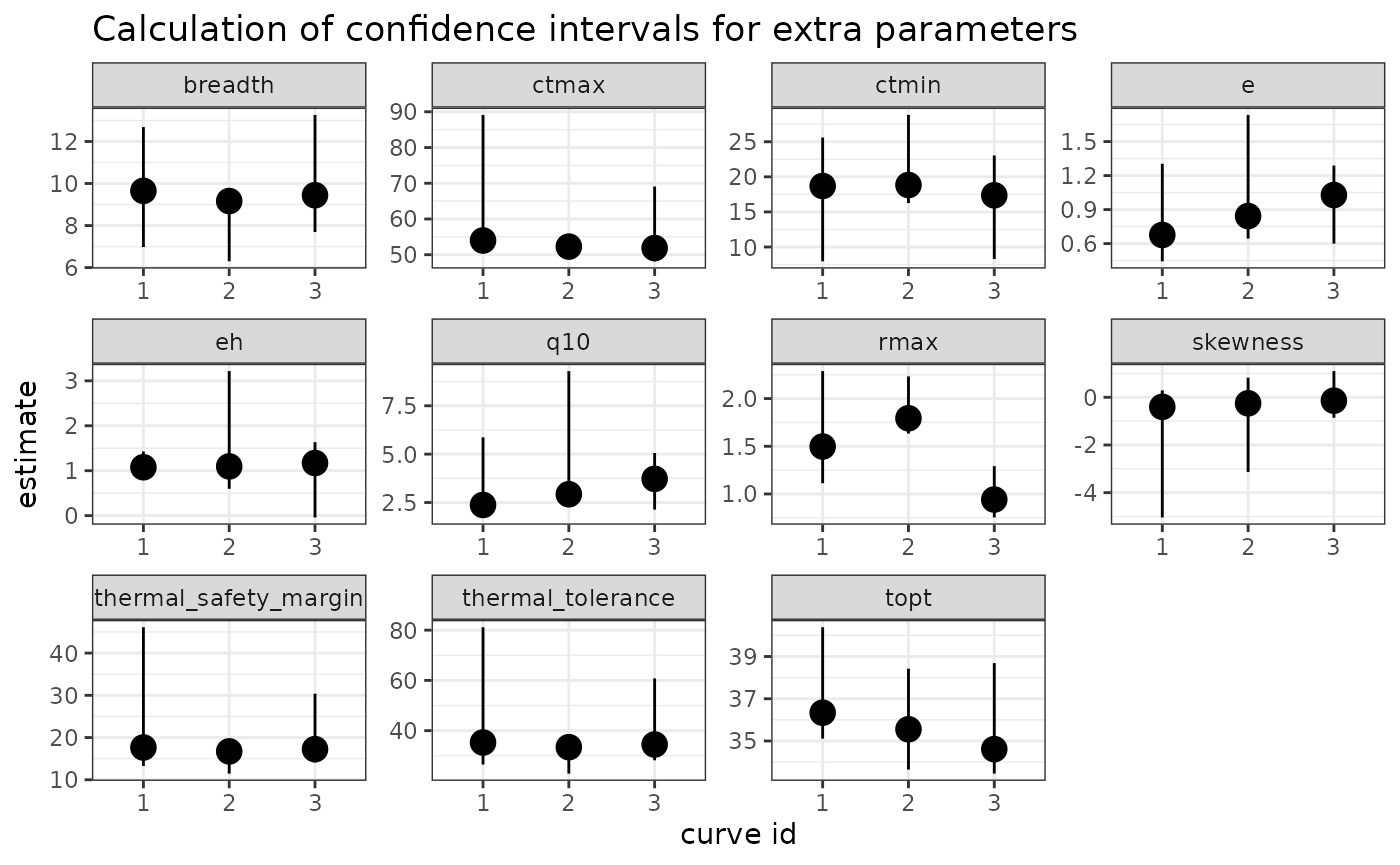 Calculation of confidence intervals for extra parameters
breadth ctmax ctmin e
12 10 8 6
90 80 70 60 50
25 20 15 10
1.5 1.2 0.9 0.6
1 2 3 1 2 3 1 2 3 1 2 3
eh q10 rmax skewness
3 2 1 0
7.5 5.0 2.5
2.0 1.5 1.0
0 -2 -4
1 2 3 1 2 3 1 2 3 1 2 3
estimate
thermal_safety_margin thermal_tolerance topt
40 30 20 10
80 60 40
39 37 35
1 2 3 1 2 3 1 2 3
curve id